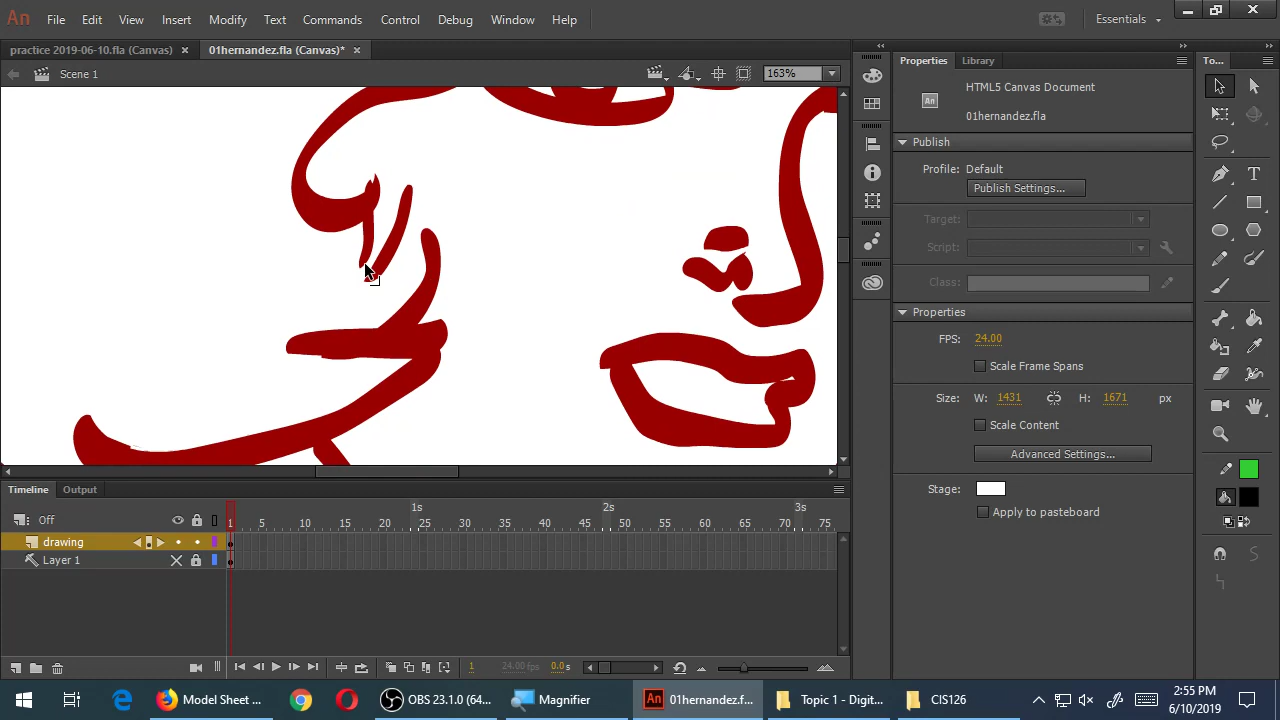 An File Edit View Insert Modify Text Commands Control Debug Window Help Essentials
practice 2019-06-10.fla (Canvas) × 01hernandez.fla (Canvas)* ×
Scene 1 163%
Properties Library To...
An HTML5 Canvas Document
01hernandez.fla
Publish
Profile: Default
Publish Settings...
Target:
Script:
Class:
Properties
FPS: 24.00
Scale Frame Spans
Size: W: 1431 H: 1671 px
Scale Content
Advanced Settings...
Stage:
Apply to pasteboard
Timeline Output
1s 2s 3s
Off 1 5 10 15 20 25 30 35 40 45 50 55 60 65 70 75
drawing
Layer 1
1 24.00 fps 0.0 s
Model Sheet ... OBS 23.1.0 (64... Magnifier An 01hernandez.f... Topic 1 - Digit... CIS126
2:55 PM
6/10/2019